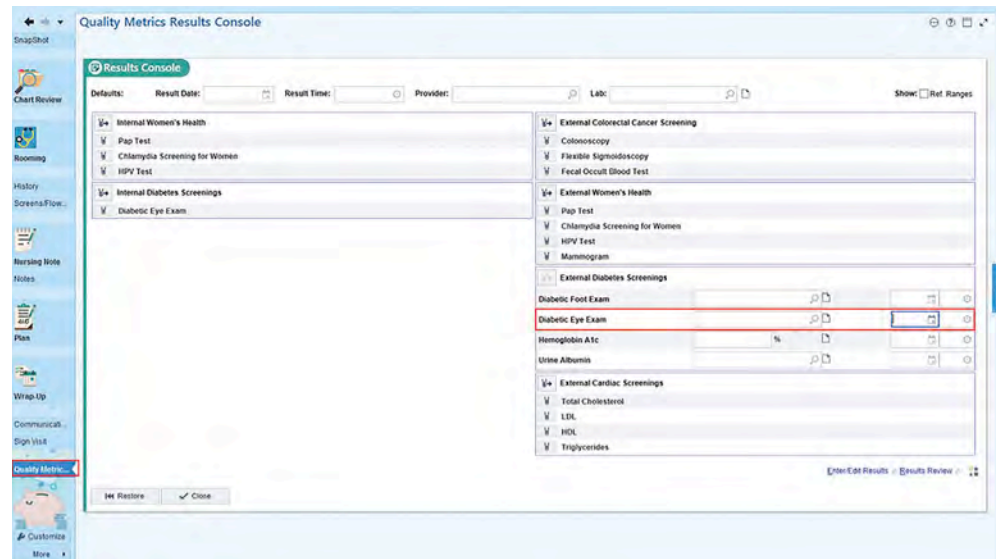 Quality Metrics Results Console
SnapShot
Chart Review
Rooming
History
Screens/Flow...
Nursing Note
Notes
Plan
Wrap-Up
Communicati...
Sign Visit
Quality Metric...
Customize
More
Results Console
Defaults: Result Date: Result Time: Provider: Lab: Show: Ref. Ranges
Internal Women's Health
Pap Test
Chlamydia Screening for Women
HPV Test
Internal Diabetes Screenings
Diabetic Eye Exam
External Colorectal Cancer Screening
Colonoscopy
Flexible Sigmoidoscopy
Fecal Occult Blood Test
External Women's Health
Pap Test
Chlamydia Screening for Women
HPV Test
Mammogram
External Diabetes Screenings
Diabetic Foot Exam
Diabetic Eye Exam
Hemoglobin A1c %
Urine Albumin
External Cardiac Screenings
Total Cholesterol
LDL
HDL
Triglycerides
Enter/Edit Results Results Review
Restore Close